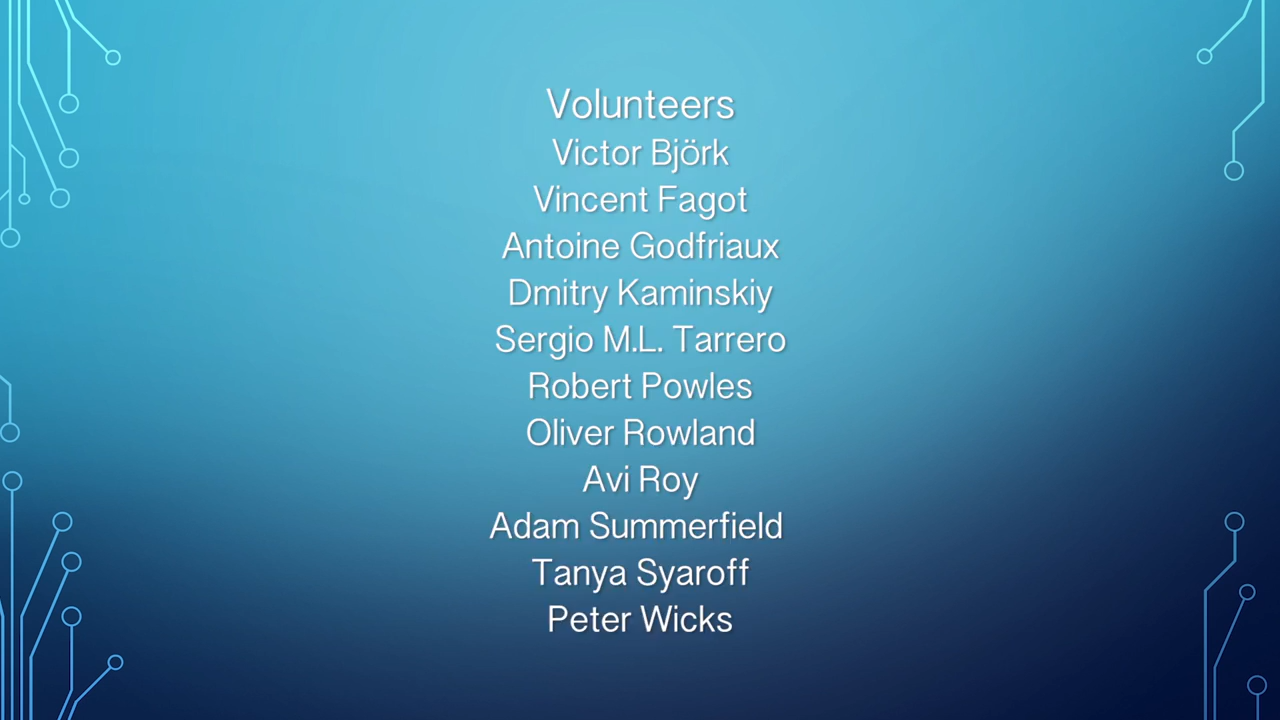 Volunteers
Victor Björk
Vincent Fagot
Antoine Godfriaux
Dmitry Kaminskiy
Sergio M.L. Tarrero
Robert Powles
Oliver Rowland
Avi Roy
Adam Summerfield
Tanya Syaroff
Peter Wicks